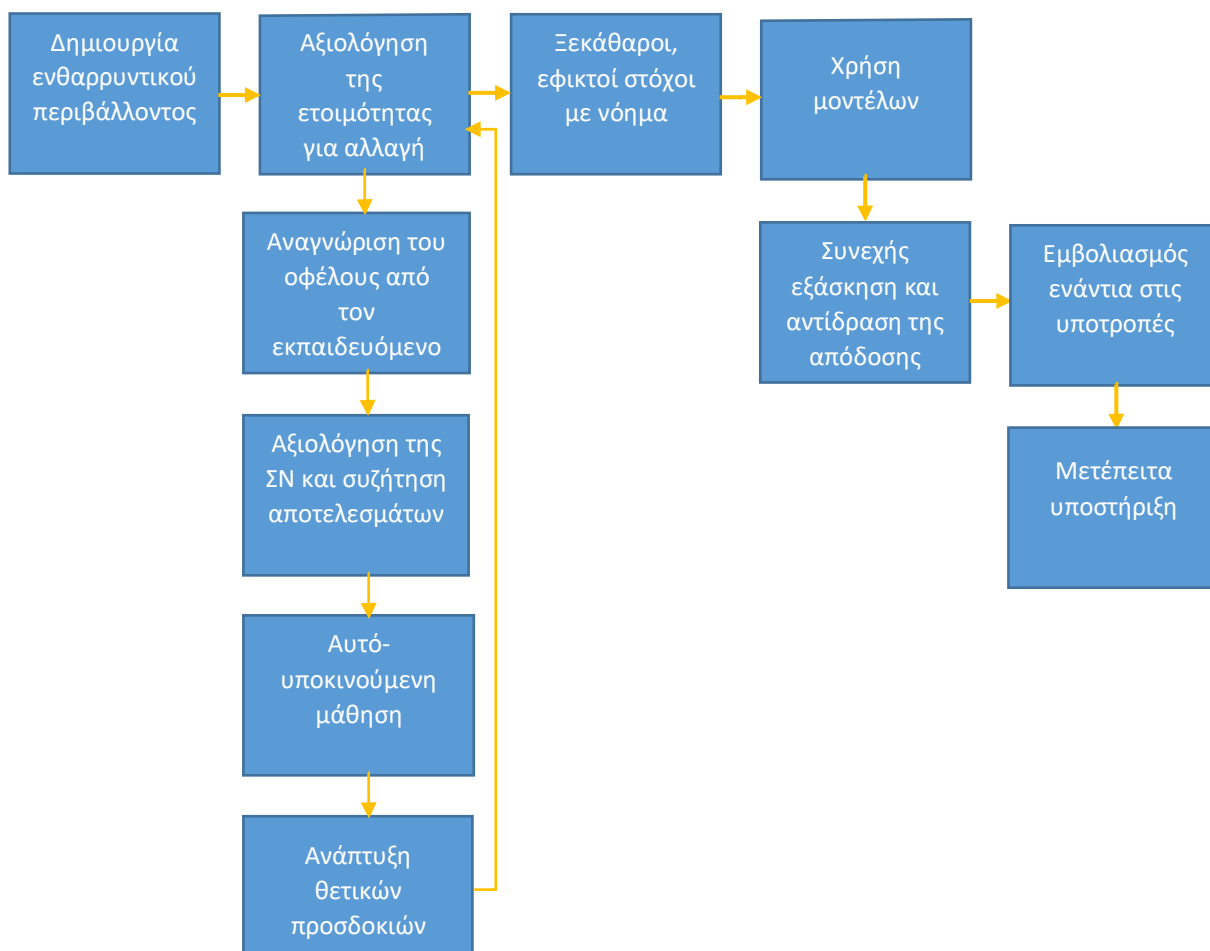 Δημιουργία
ενθαρρυντικού
περιβάλλοντος
Αξιολόγηση
της
ετοιμότητας
για αλλαγή
Ξεκάθαροι,
εφικτοί στόχοι
με νόημα
Χρήση
μοντέλων
Αναγνώριση του
οφέλους από
τον
εκπαιδευόμενο
Συνεχής
εξάσκηση και
αντίδραση της
απόδοσης
Εμβολιασμός
ενάντια στις
υποτροπές
Αξιολόγηση της
ΣΝ και συζήτηση
αποτελεσμάτων
Μετέπειτα
υποστήριξη
Αυτό-
υποκινούμενη
μάθηση
Ανάπτυξη
θετικών
προσδοκιών